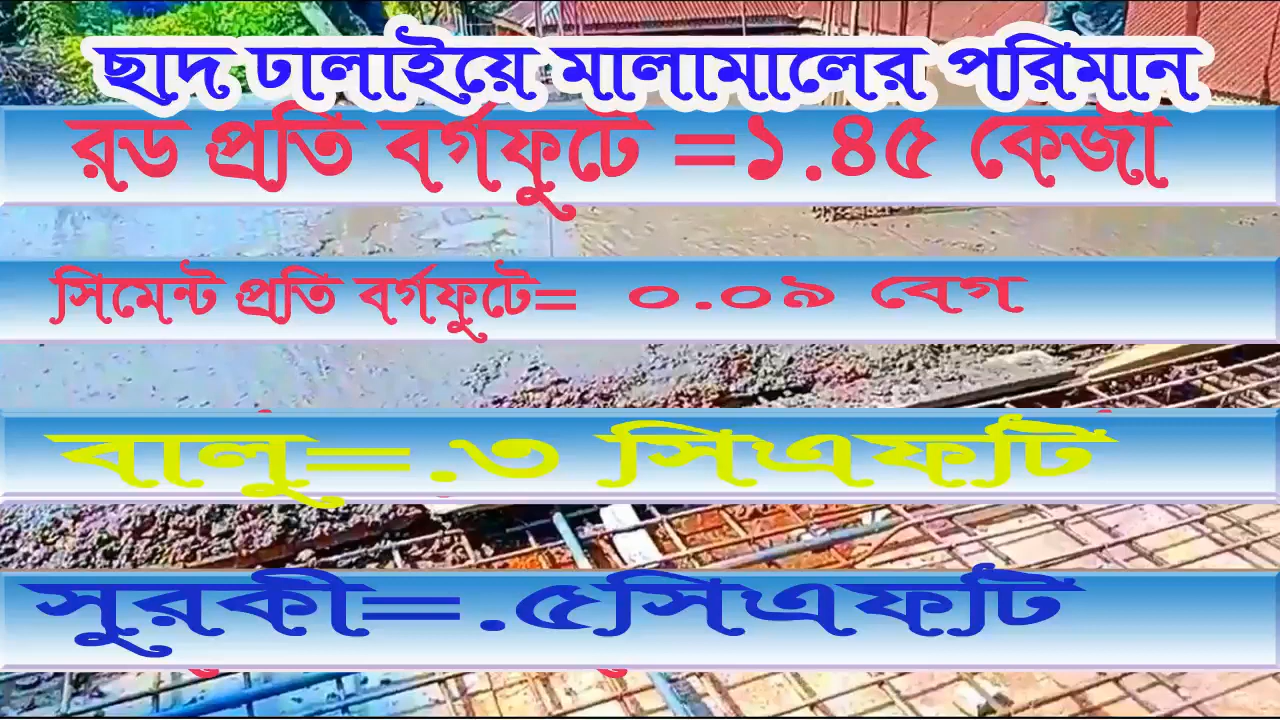 ছাদ ঢালাইয়ে মালামালের পরিমান
রড প্রতি বর্গফুটে =১.৪৫ কেজী
সিমেন্ট প্রতি বর্গফুটে= ০.০৯ বেগ
বালু=.৩ সিএফটি
সুরকী=.৫সিএফটি